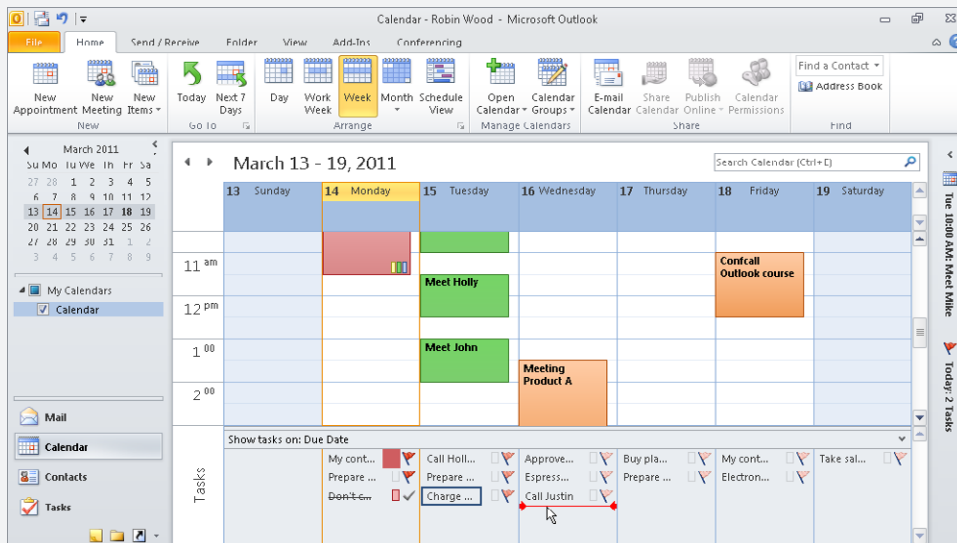 Calendar - Robin Wood - Microsoft Outlook
File Home Send / Receive Folder View Add-Ins Conferencing
New Appointment
New Meeting
New Items
Today
Next 7 Days
Day
Work Week
Week
Month
Schedule View
Open Calendar
Calendar Groups
E-mail Calendar
Share Calendar
Publish Online
Calendar Permissions
Find a Contact
Address Book
New
Go To
Arrange
Manage Calendars
Share
Find
March 2011
Su Mo Tu We Th Fr Sa
27 28 1 2 3 4 5
6 7 8 9 10 11 12
13 14 15 16 17 18 19
20 21 22 23 24 25 26
27 28 29 30 31 1 2
3 4 5 6 7 8 9
My Calendars
Calendar
Mail
Calendar
Contacts
Tasks
March 13 - 19, 2011
Search Calendar (Ctrl+E)
13 Sunday
14 Monday
15 Tuesday
16 Wednesday
17 Thursday
18 Friday
19 Saturday
11 am
12 pm
1 00
2 00
Meet Holly
Meet John
Meeting
Product A
Confcall
Outlook course
Show tasks on: Due Date
Tasks
My cont... Call Holl... Approve... Buy pla... My cont... Take sal...
Prepare ... Prepare ... Espress... Prepare ... Electron...
Don't c... Charge ... Call Justin
Tue 10:00 AM: Meet Mike
Today: 2 Tasks